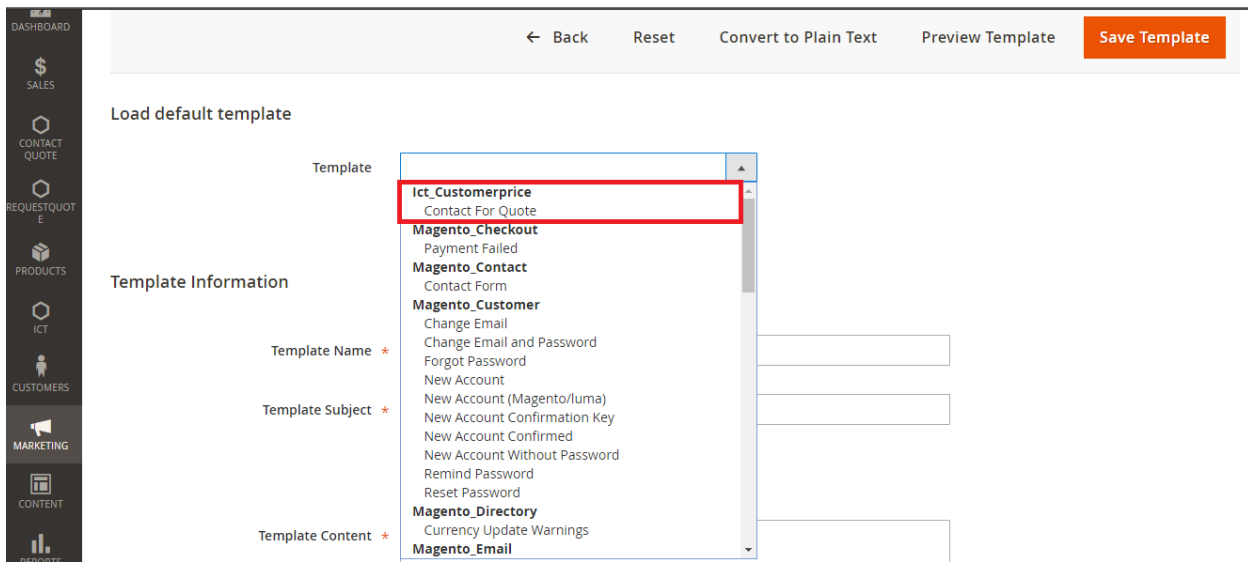 DASHBOARD
SALES
CONTACT
QUOTE
REQUESTQUOT
E
PRODUCTS
ICT
CUSTOMERS
MARKETING
CONTENT
REPORTS
← Back Reset Convert to Plain Text Preview Template Save Template
Load default template
Template
Ict_Customerprice
Contact For Quote
Magento_Checkout
Payment Failed
Magento_Contact
Contact Form
Magento_Customer
Change Email
Change Email and Password
Forgot Password
New Account
New Account (Magento/luma)
New Account Confirmation Key
New Account Confirmed
New Account Without Password
Remind Password
Reset Password
Magento_Directory
Currency Update Warnings
Magento_Email
Template Information
Template Name *
Template Subject *
Template Content *